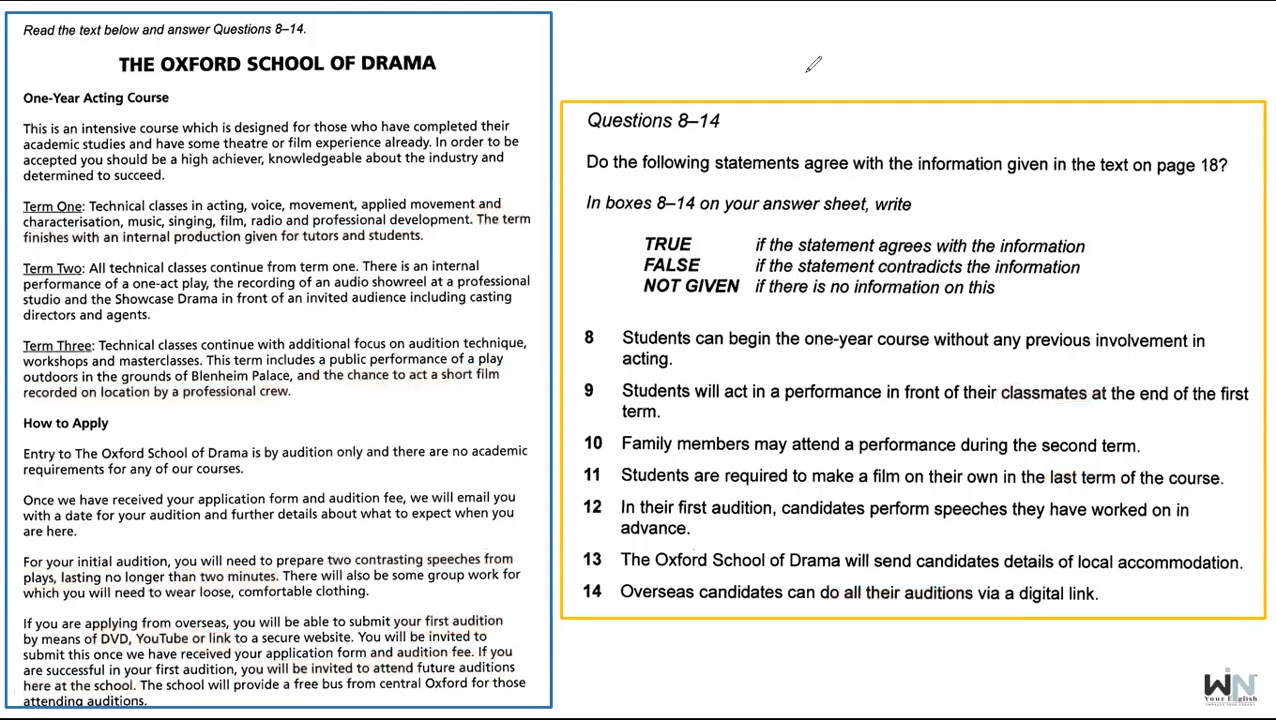 Read the text below and answer Questions 8–14.
THE OXFORD SCHOOL OF DRAMA
One-Year Acting Course
This is an intensive course which is designed for those who have completed their
academic studies and have some theatre or film experience already. In order to be
accepted you should be a high achiever, knowledgeable about the industry and
determined to succeed.
Term One: Technical classes in acting, voice, movement, applied movement and
characterisation, music, singing, film, radio and professional development. The term
finishes with an internal production given for tutors and students.
Term Two: All technical classes continue from term one. There is an internal
performance of a one-act play, the recording of an audio showreel at a professional
studio and the Showcase Drama in front of an invited audience including casting
directors and agents.
Term Three: Technical classes continue with additional focus on audition technique,
workshops and masterclasses. This term includes a public performance of a play
outdoors in the grounds of Blenheim Palace, and the chance to act a short film
recorded on location by a professional crew.
How to Apply
Entry to The Oxford School of Drama is by audition only and there are no academic
requirements for any of our courses.
Once we have received your application form and audition fee, we will email you
with a date for your audition and further details about what to expect when you
are here.
For your initial audition, you will need to prepare two contrasting speeches from
plays, lasting no longer than two minutes. There will also be some group work for
which you will need to wear loose, comfortable clothing.
If you are applying from overseas, you will be able to submit your first audition
by means of DVD, YouTube or link to a secure website. You will be invited to
submit this once we have received your application form and audition fee. If you
are successful in your first audition, you will be invited to attend future auditions
here at the school. The school will provide a free bus from central Oxford for those
attending auditions.
Questions 8–14
Do the following statements agree with the information given in the text on page 18?
In boxes 8–14 on your answer sheet, write
TRUE if the statement agrees with the information
FALSE if the statement contradicts the information
NOT GIVEN if there is no information on this
8 Students can begin the one-year course without any previous involvement in
acting.
9 Students will act in a performance in front of their classmates at the end of the first
term.
10 Family members may attend a performance during the second term.
11 Students are required to make a film on their own in the last term of the course.
12 In their first audition, candidates perform speeches they have worked on in
advance.
13 The Oxford School of Drama will send candidates details of local accommodation.
14 Overseas candidates can do all their auditions via a digital link.
WIN
Your English